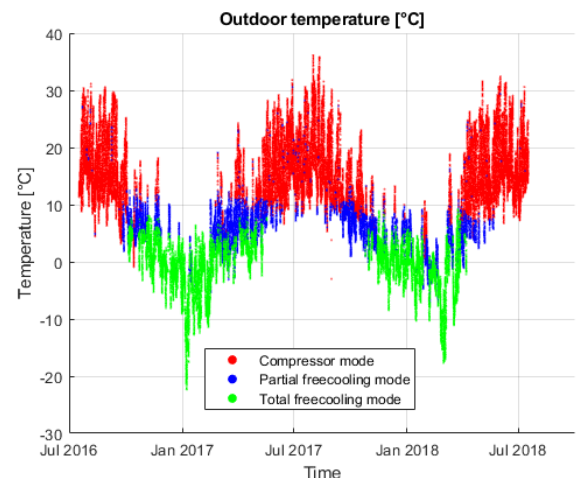 Outdoor temperature [°C]
40
30
20
10
0
-10
-20
-30
Temperature [°C]
Compressor mode
Partial freecooling mode
Total freecooling mode
Jul 2016 Jan 2017 Jul 2017 Jan 2018 Jul 2018
Time